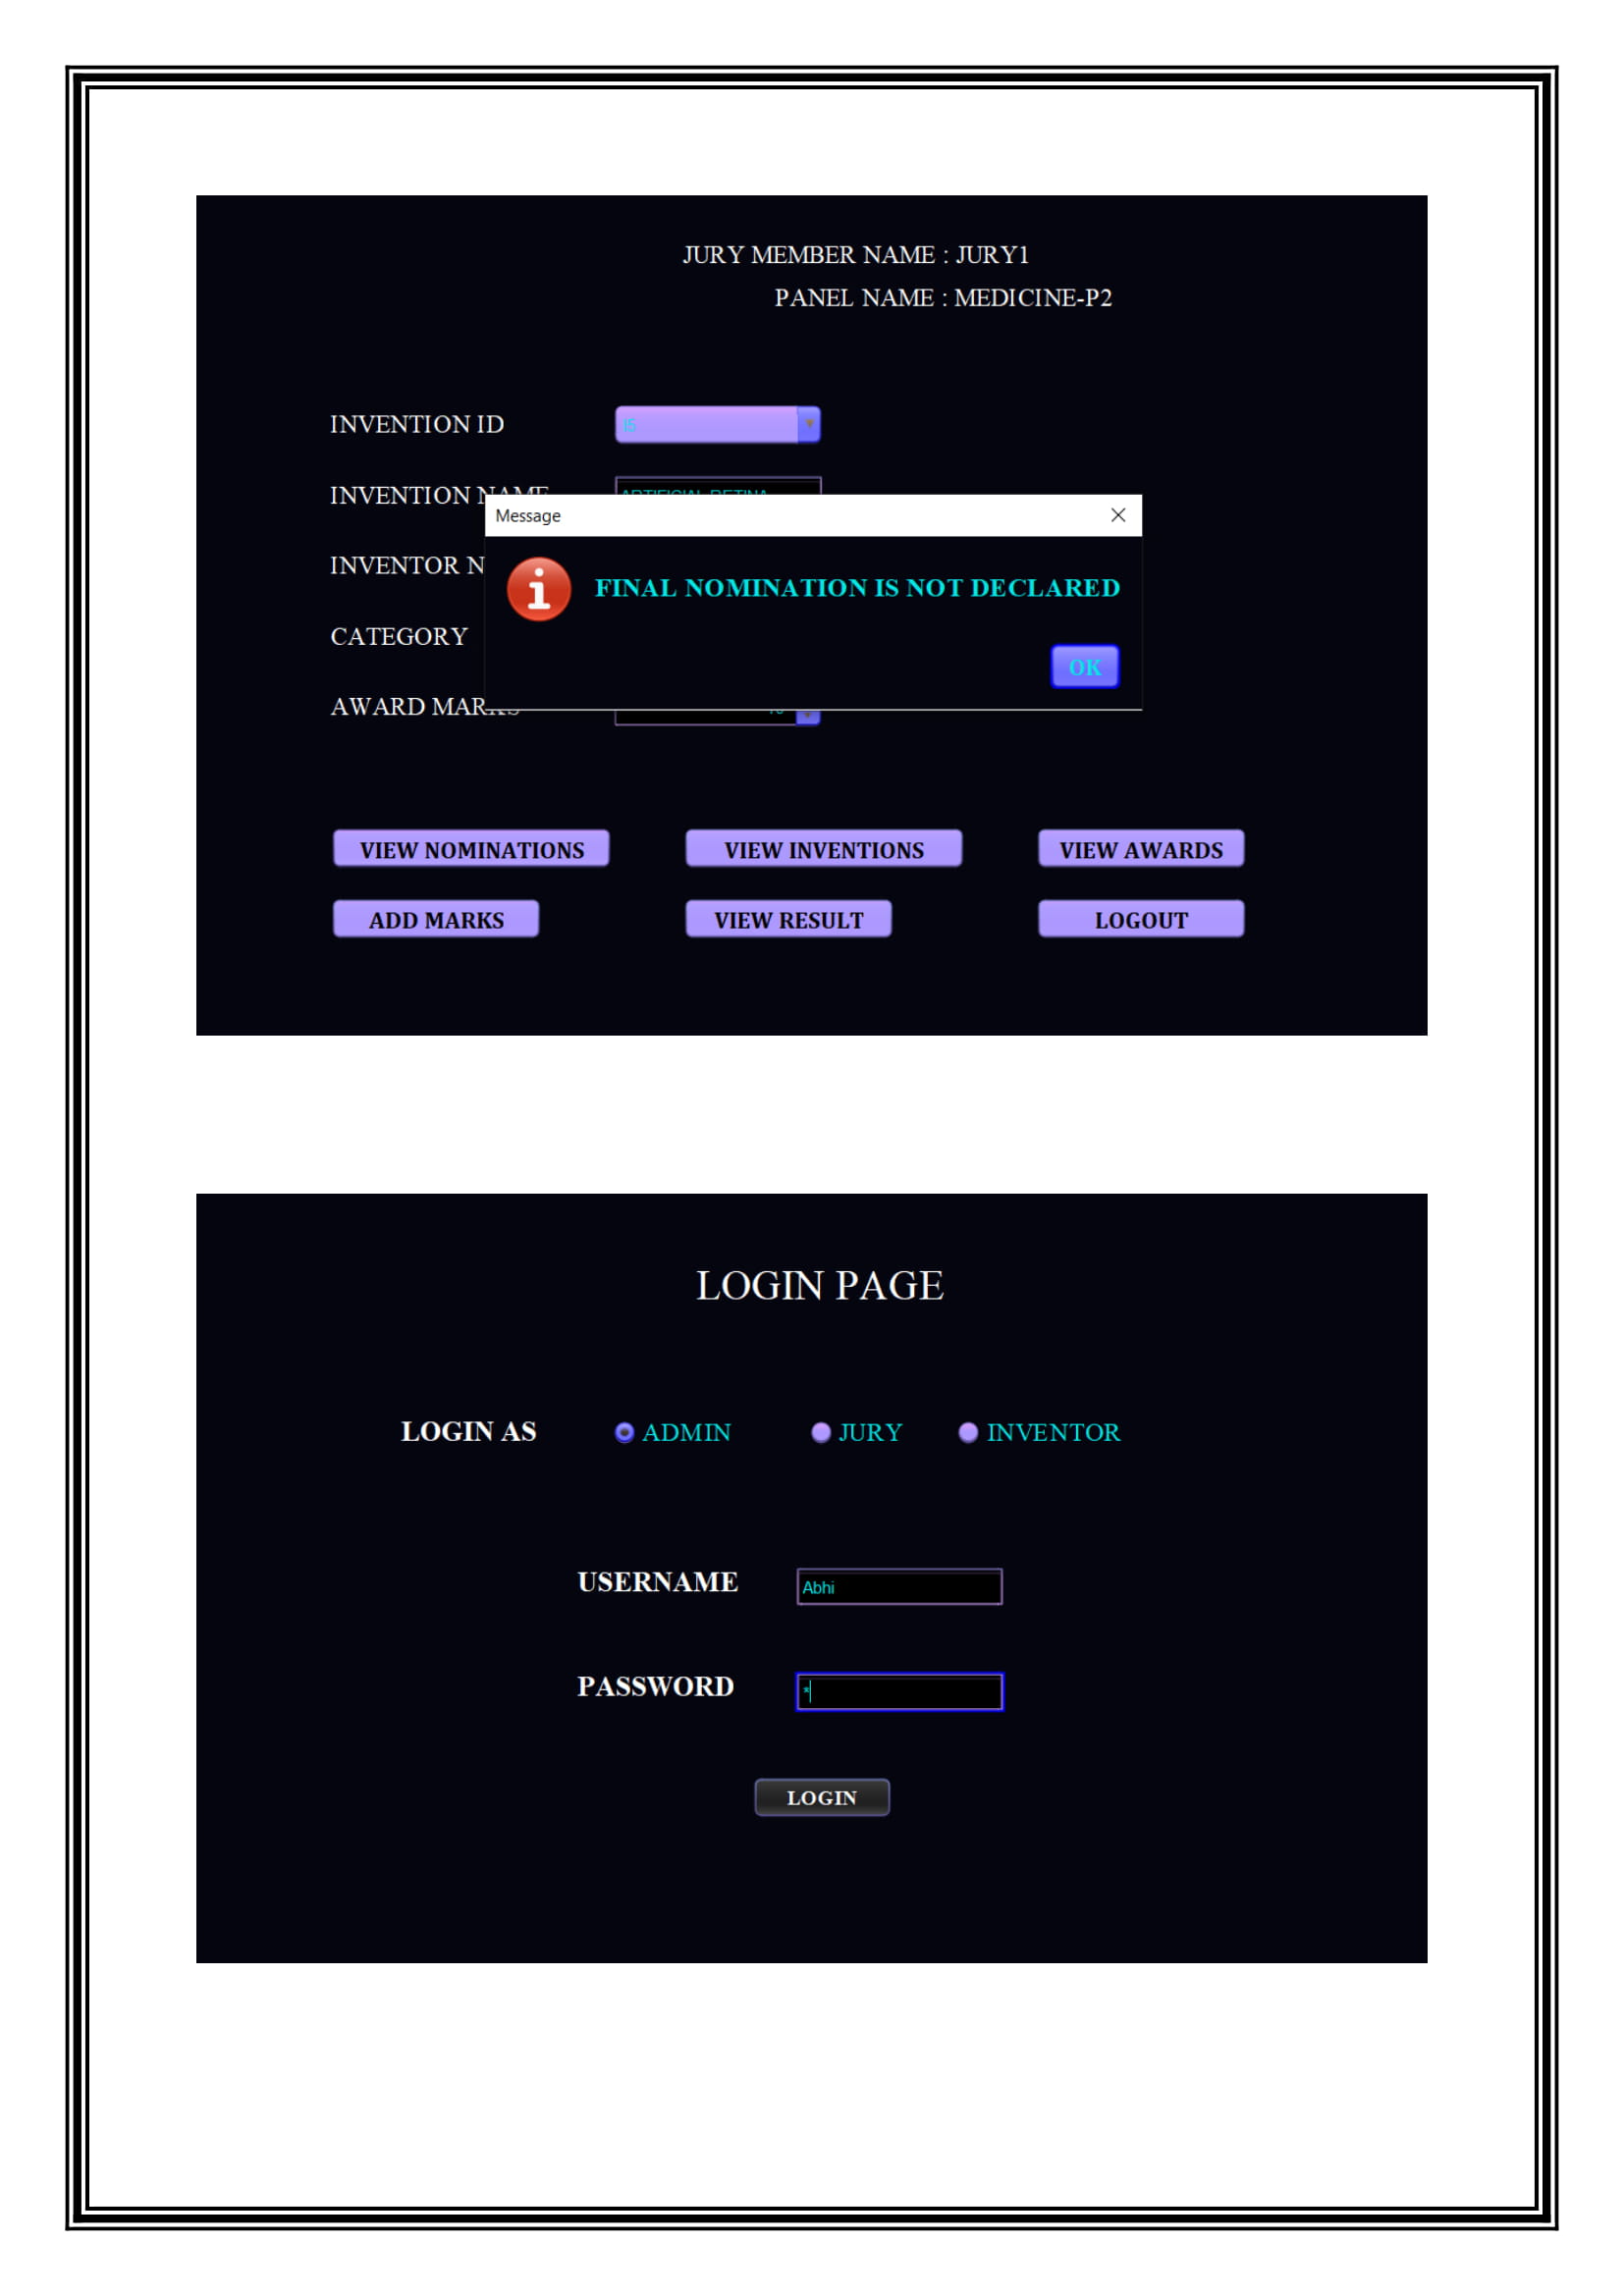 JURY MEMBER NAME : JURY1
PANEL NAME : MEDICINE-P2
INVENTION ID
INVENTION NAME
Message
INVENTOR N
FINAL NOMINATION IS NOT DECLARED
CATEGORY
OK
AWARD MARKS
VIEW NOMINATIONS VIEW INVENTIONS VIEW AWARDS
ADD MARKS VIEW RESULT LOGOUT
LOGIN PAGE
LOGIN AS ADMIN JURY INVENTOR
USERNAME Abhi
PASSWORD *
LOGIN